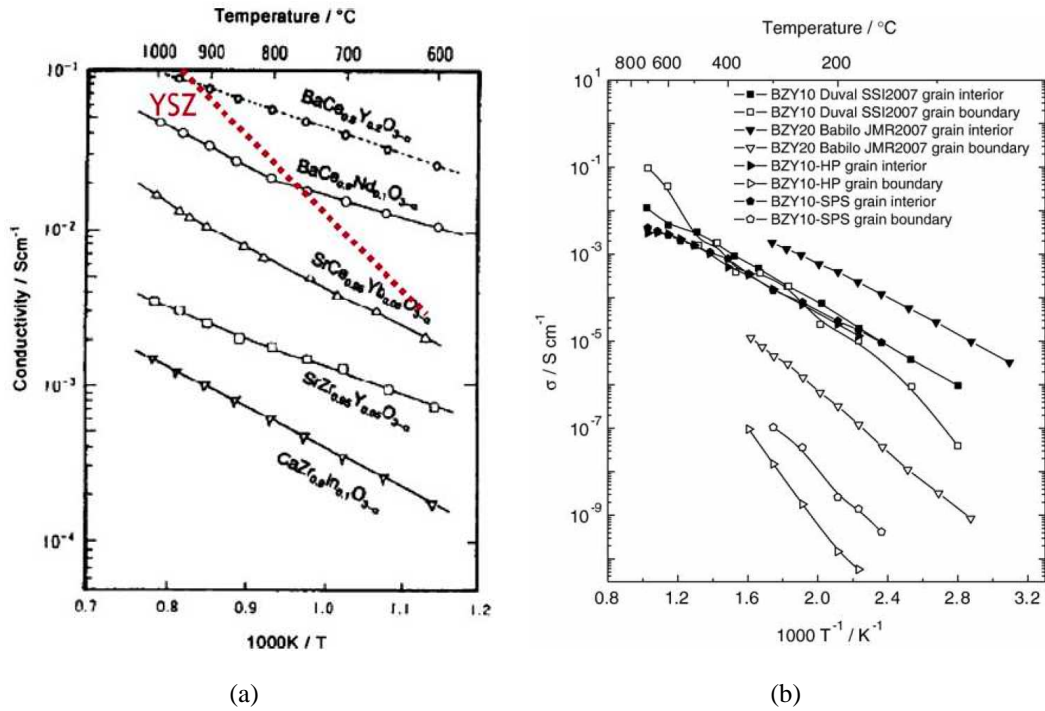 Temperature / °C
1000 900 800 700 600
10⁻¹
10⁻²
10⁻³
10⁻⁴
Conductivity / Scm⁻¹
YSZ
BaCe₀.₈Y₀.₂O₃₋α
BaCe₀.₉Nd₀.₁O₃₋α
SrCe₀.₉₅Yb₀.₀₅O₃₋α
SrZr₀.₉₅Y₀.₀₅O₃₋α
CaZr₀.₉In₀.₁O₃₋α
0.7 0.8 0.9 1.0 1.1 1.2
1000K / T
(a)
Temperature / °C
800 600 400 200
10¹
10⁻¹
10⁻³
10⁻⁵
10⁻⁷
10⁻⁹
σ / S cm⁻¹
BZY10 Duval SSI2007 grain interior
BZY10 Duval SSI2007 grain boundary
BZY20 Babilo JMR2007 grain interior
BZY20 Babilo JMR2007 grain boundary
BZY10-HP grain interior
BZY10-HP grain boundary
BZY10-SPS grain interior
BZY10-SPS grain boundary
0.8 1.2 1.6 2.0 2.4 2.8 3.2
1000 T⁻¹ / K⁻¹
(b)